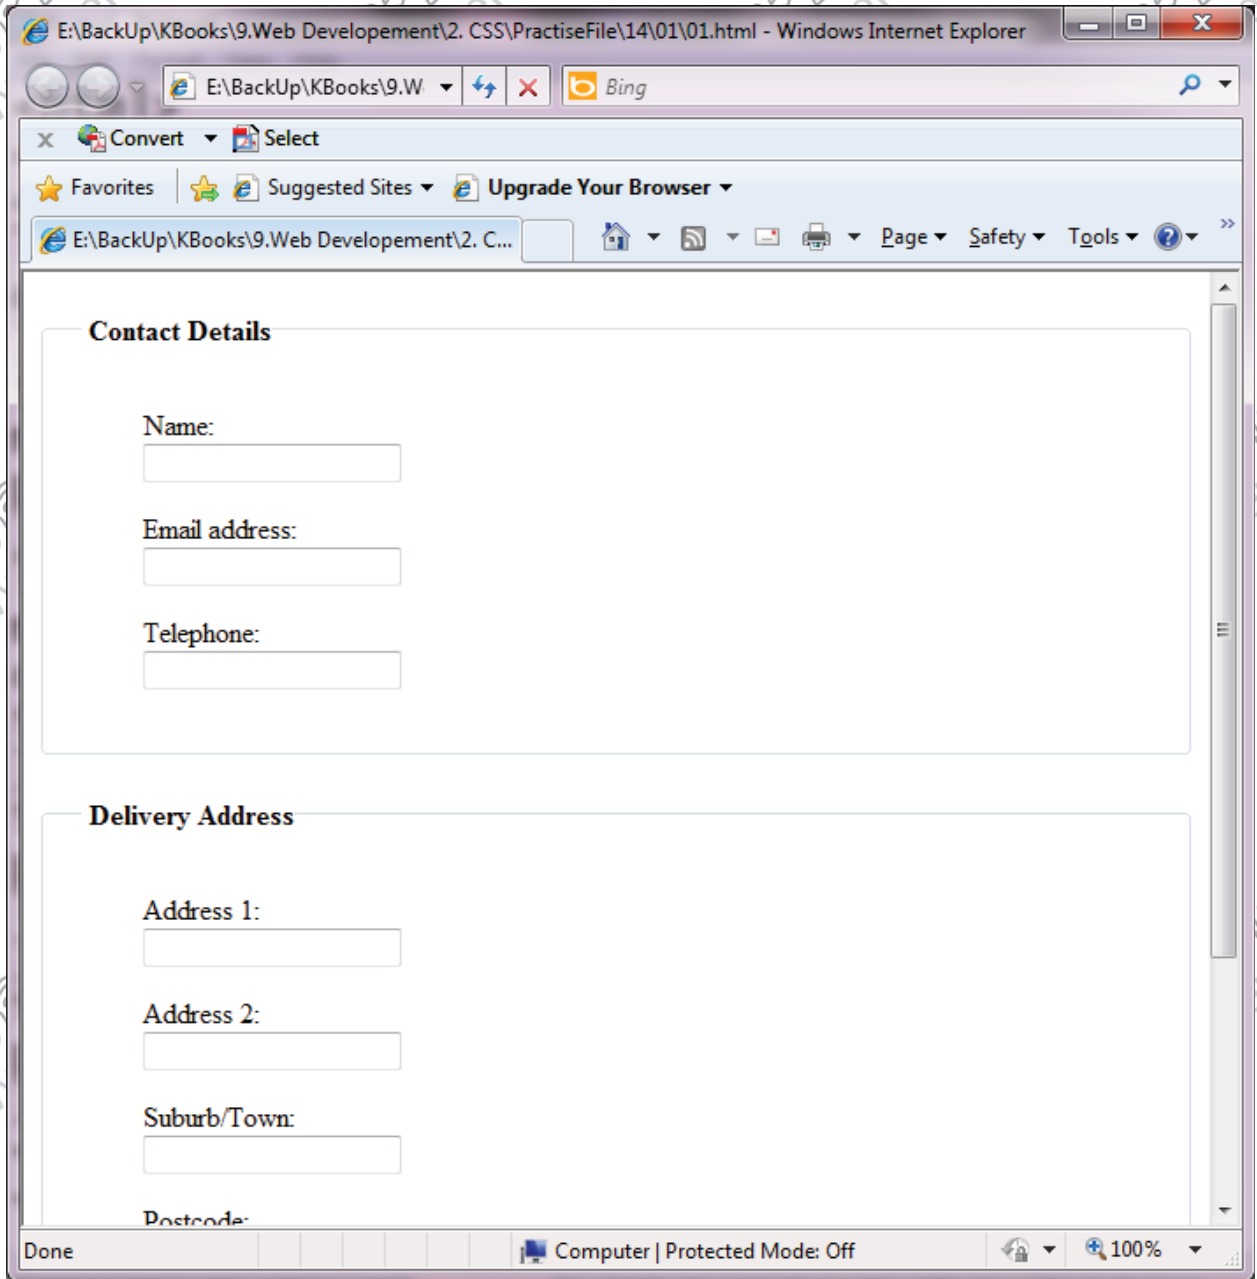 E:\BackUp\KBooks\9.Web Developement\2. CSS\PractiseFile\14\01\01.html - Windows Internet Explorer
E:\BackUp\KBooks\9.W
Bing
x Convert Select
Favorites Suggested Sites Upgrade Your Browser
E:\BackUp\KBooks\9.Web Developement\2. C... Page Safety Tools »
Contact Details
Name:
Email address:
Telephone:
Delivery Address
Address 1:
Address 2:
Suburb/Town:
Postcode:
Done Computer | Protected Mode: Off 100%